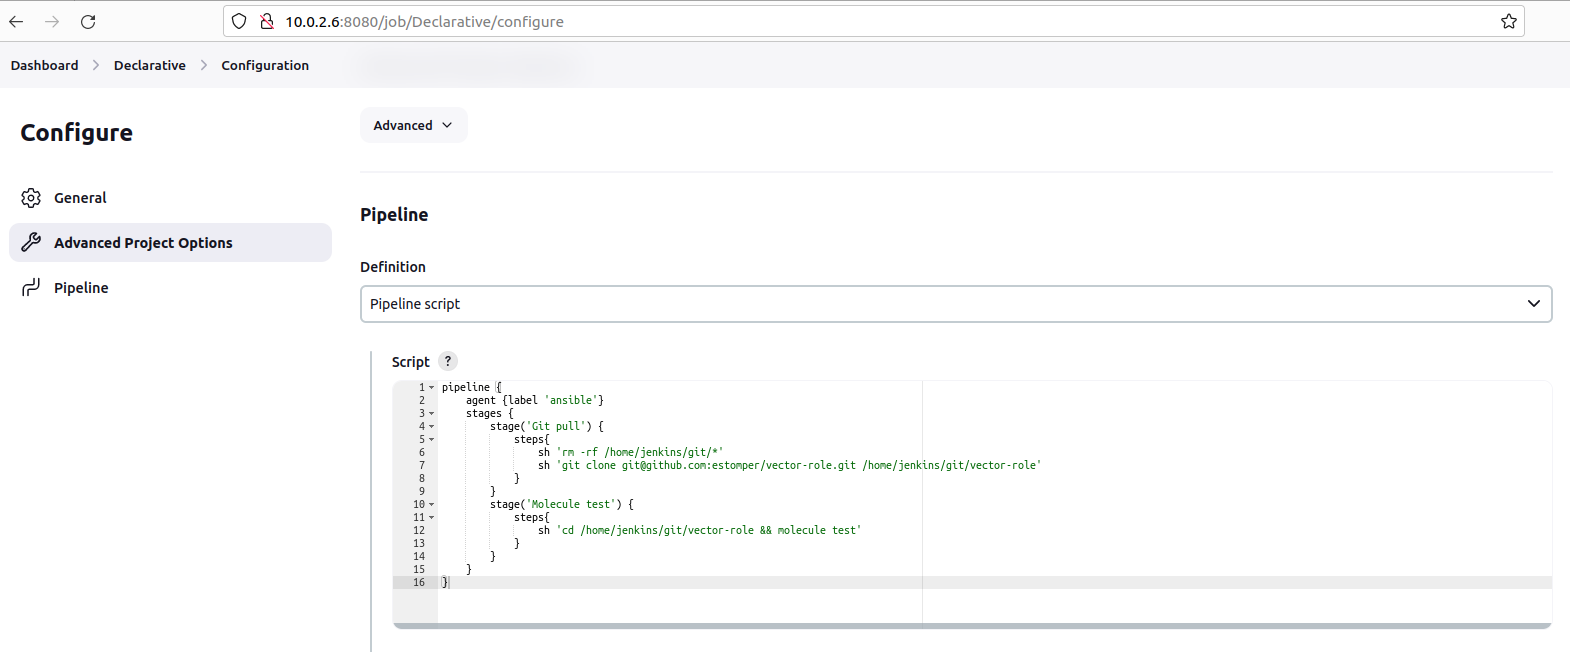 10.0.2.6:8080/job/Declarative/configure
Dashboard > Declarative > Configuration
Configure
General
Advanced Project Options
Pipeline
Advanced
Pipeline
Definition
Pipeline script
Script ?
1 pipeline {
2     agent {label 'ansible'}
3     stages {
4         stage('Git pull') {
5             steps{
6                 sh 'rm -rf /home/jenkins/git/*'
7                 sh 'git clone git@github.com:estomper/vector-role.git /home/jenkins/git/vector-role'
8             }
9         }
10         stage('Molecule test') {
11             steps{
12                 sh 'cd /home/jenkins/git/vector-role && molecule test'
13             }
14         }
15     }
16 }